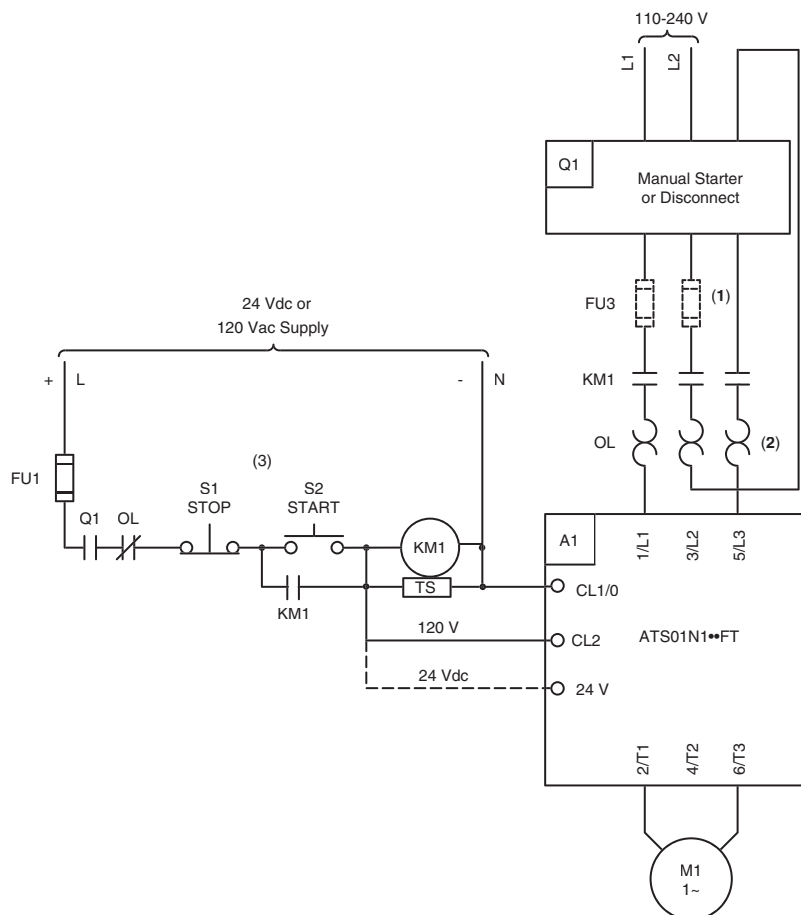 110-240 V
L1
L2
Q1
Manual Starter
or Disconnect
FU3
(1)
24 Vdc or
120 Vac Supply
+
L
-
N
KM1
OL
(2)
FU1
(3)
S1
STOP
S2
START
Q1
OL
KM1
A1
1/L1
3/L2
5/L3
TS
CL1/0
KM1
120 V
CL2
ATS01N1••FT
24 Vdc
24 V
2/T1
4/T2
6/T3
M1
1~